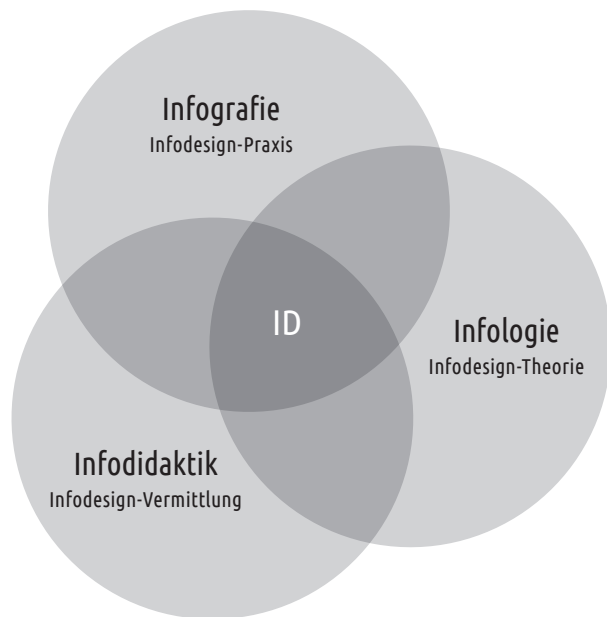 Infografie
Infodesign-Praxis
ID
Infologie
Infodesign-Theorie
Infodidaktik
Infodesign-Vermittlung